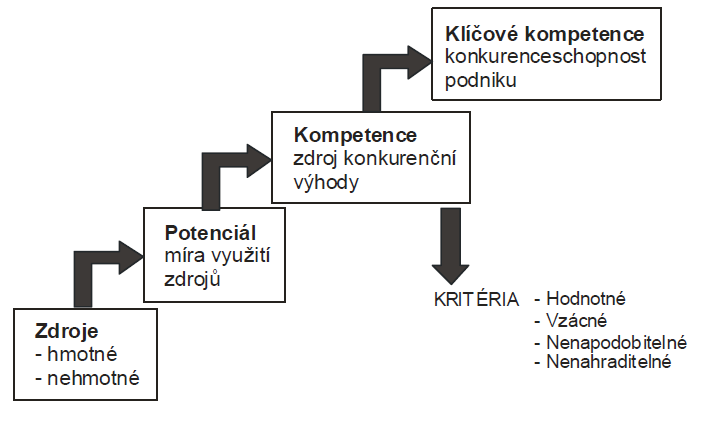 Klíčové kompetence
konkurenceschopnost
podniku
Kompetence
zdroj konkurenční
výhody
Potenciál
míra využití
zdrojů
Zdroje
- hmotné
- nehmotné
KRITÉRIA - Hodnotné
- Vzácné
- Nenapodobitelné
- Nenahraditelné